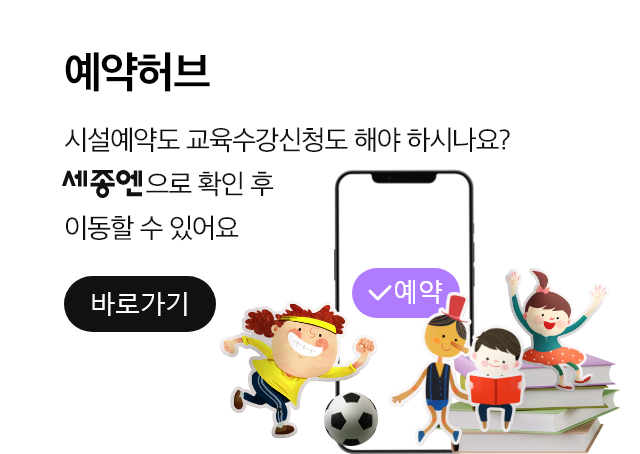 예약허브
시설예약도 교육수강신청도 해야 하시나요?
세종엔으로 확인 후
이동할 수 있어요
바로가기
예약